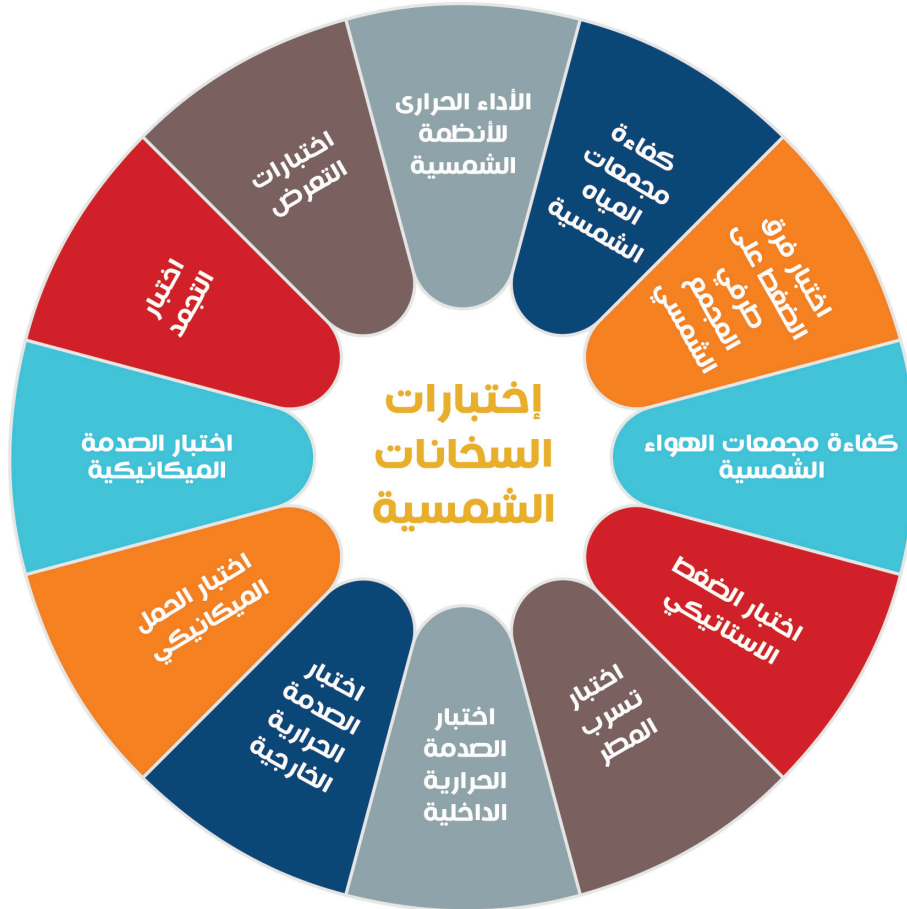 إختبارات
السخانات
الشمسية
الأداء الحرارى
للأنظمة
الشمسية
كفاءة
مجمعات
المياه
الشمسية
اختبار فرق
الضغط على
طرفي
المجمع
الشمسي
كفاءة مجمعات الهواء
الشمسية
اختبار الضغط
الاستاتيكي
اختبار
تسرب
المطر
اختبار
الصدمة
الحرارية
الداخلية
اختبار
الصدمة
الحرارية
الخارجية
اختبار الحمل
الميكانيكي
اختبار الصدمة
الميكانيكية
اختبار
التجمد
اختبارات
التعرض